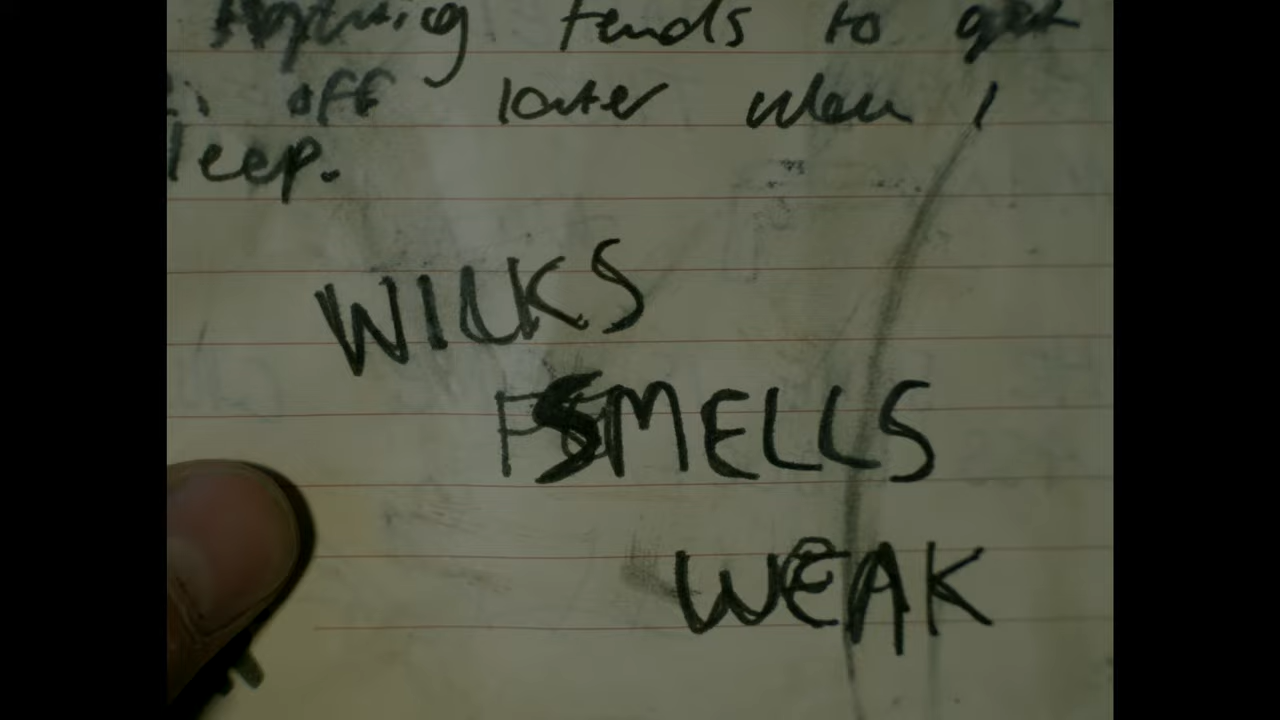 tends to get
off later when I
leep.
WILKS
SMELLS
WEAK